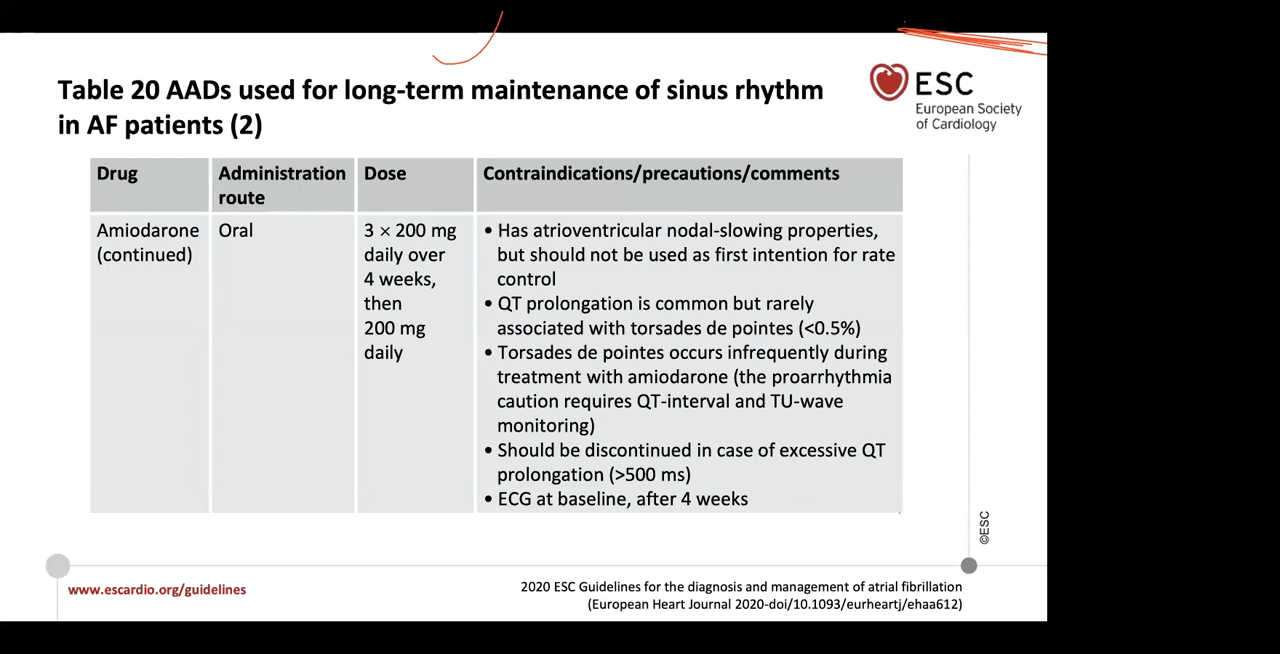 Table 20 AADs used for long-term maintenance of sinus rhythm
in AF patients (2)
ESC
European Society
of Cardiology
Drug
Administration
route
Dose
Contraindications/precautions/comments
Amiodarone
(continued)
Oral
3 × 200 mg
daily over
4 weeks,
then
200 mg
daily
• Has atrioventricular nodal-slowing properties,
but should not be used as first intention for rate
control
• QT prolongation is common but rarely
associated with torsades de pointes (<0.5%)
• Torsades de pointes occurs infrequently during
treatment with amiodarone (the proarrhythmia
caution requires QT-interval and TU-wave
monitoring)
• Should be discontinued in case of excessive QT
prolongation (>500 ms)
• ECG at baseline, after 4 weeks
©ESC
www.escardio.org/guidelines
2020 ESC Guidelines for the diagnosis and management of atrial fibrillation
(European Heart Journal 2020-doi/10.1093/eurheartj/ehaa612)